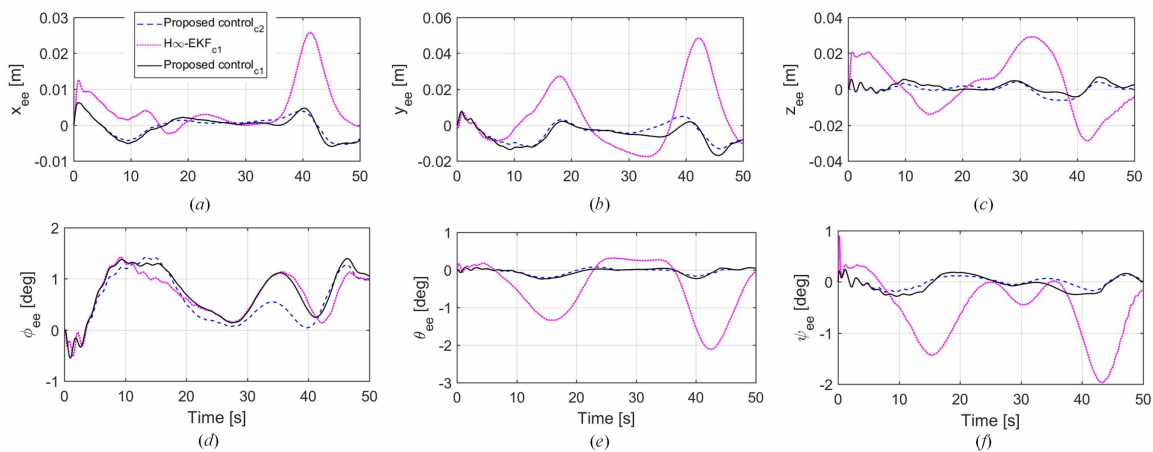 0.03
0.02
0.01
0
-0.01
x_ee [m]
0 10 20 30 40 50
(a)
Proposed control_c2
H∞-EKF_c1
Proposed control_c1
0.06
0.04
0.02
0
-0.02
y_ee [m]
0 10 20 30 40 50
(b)
0.04
0.02
0
-0.02
-0.04
z_ee [m]
0 10 20 30 40 50
(c)
2
1
0
-1
ϕ_ee [deg]
0 10 20 30 40 50
Time [s]
(d)
1
0
-1
-2
-3
θ_ee [deg]
0 10 20 30 40 50
Time [s]
(e)
1
0
-1
-2
ψ_ee [deg]
0 10 20 30 40 50
Time [s]
(f)